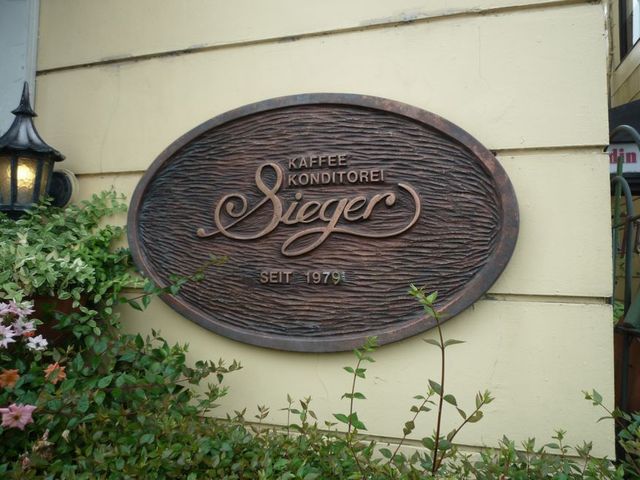 KAFFEE
KONDITOREI
Sieger
SEIT 1979